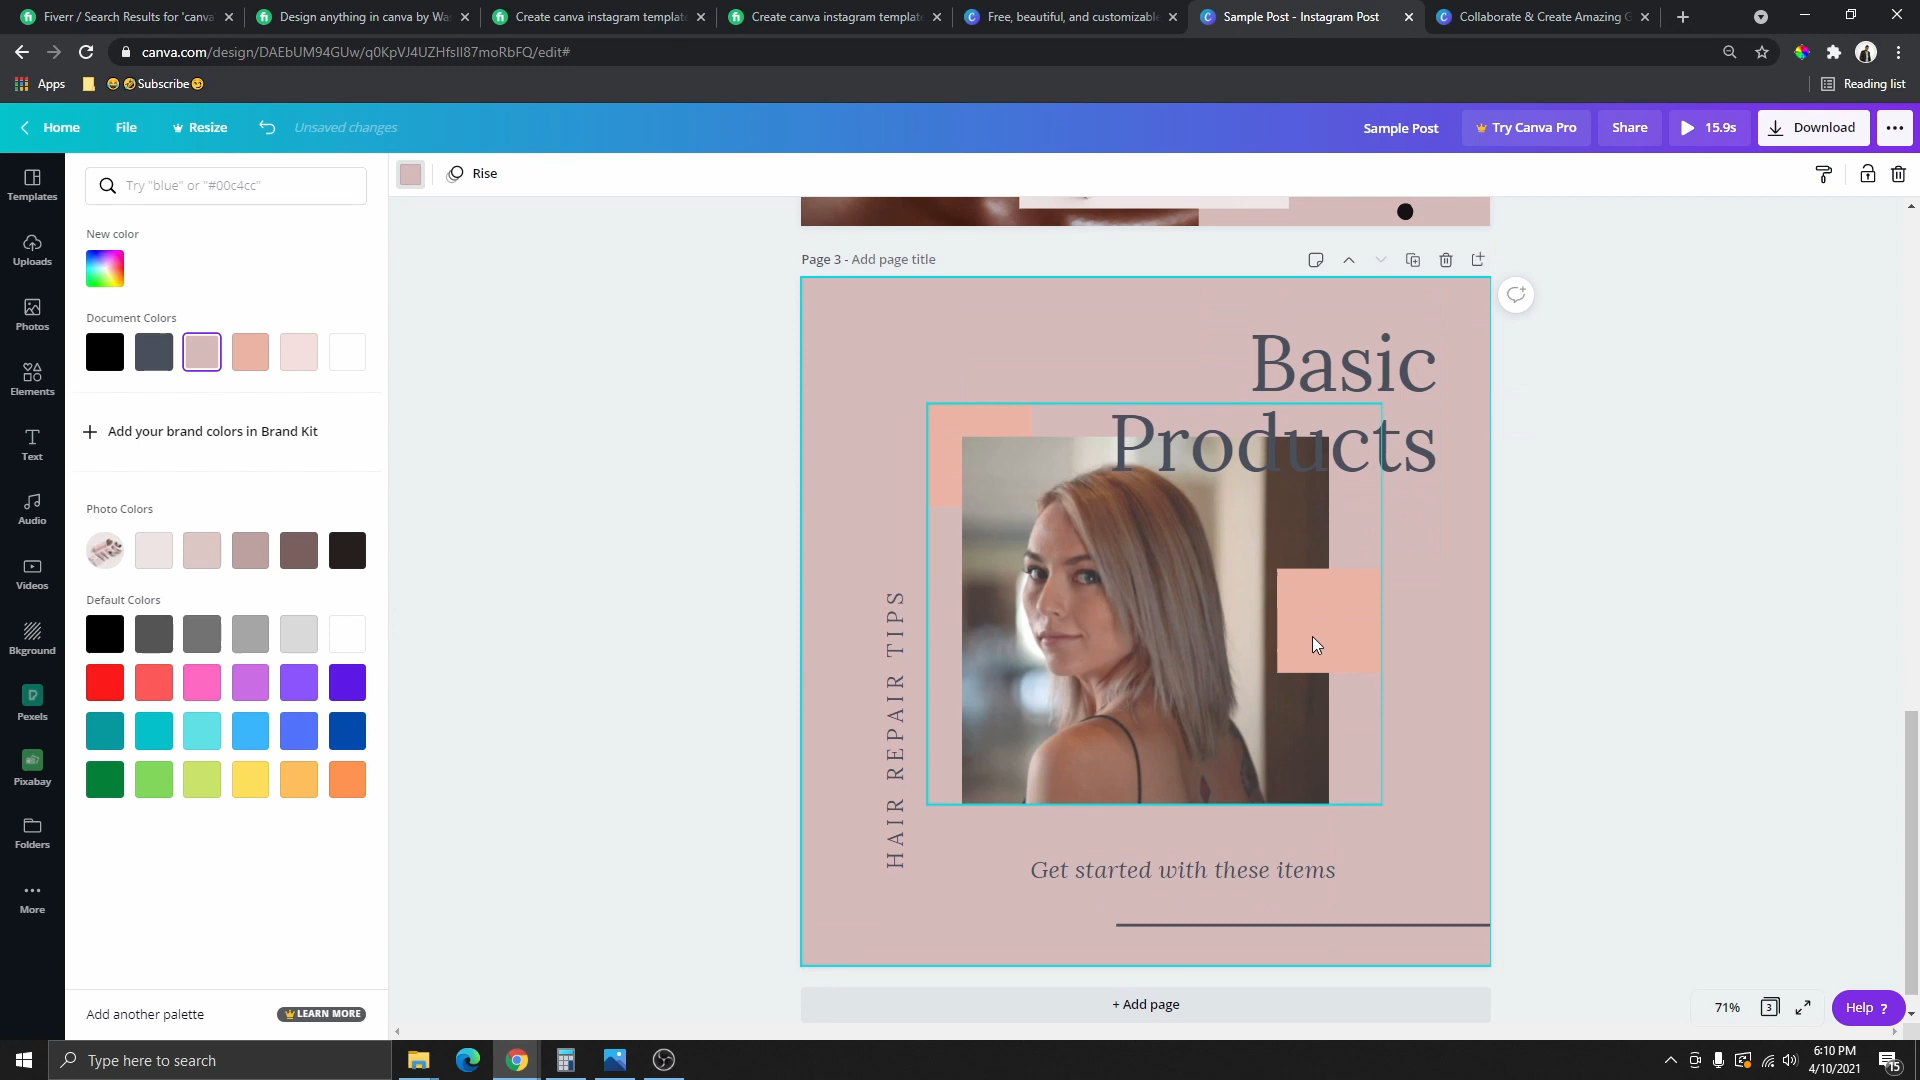 Fiverr / Search Results for 'canva
Design anything in canva by Wa
Create canva instagram templat
Create canva instagram templat
Free, beautiful, and customizabl
Sample Post - Instagram Post
Collaborate & Create Amazing G
canva.com/design/DAEbUM94GUw/q0KpVJ4UZHfsIl87moRbFQ/edit#
Apps
Subscribe
Reading list
Home
File
Resize
Unsaved changes
Sample Post
Try Canva Pro
Share
15.9s
Download
Templates
Uploads
Photos
Elements
Text
Audio
Videos
Bkground
Pexels
Pixabay
Folders
More
Try "blue" or "#00c4cc"
New color
Document Colors
+ Add your brand colors in Brand Kit
Photo Colors
Default Colors
Add another palette
LEARN MORE
Rise
Page 3 - Add page title
Basic
Products
HAIR REPAIR TIPS
Get started with these items
+ Add page
71%
3
Help ?
Type here to search
6:10 PM
4/10/2021
15